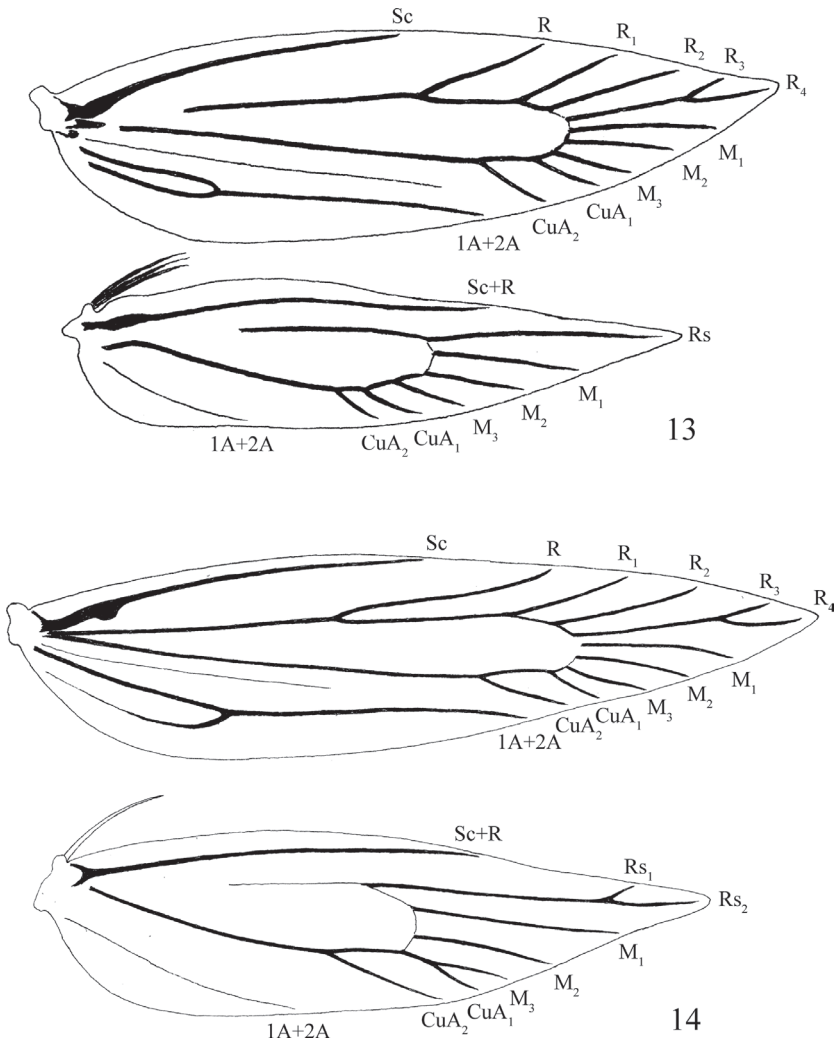 Sc
R
R₁
R₂
R₃
R₄
M₁
M₂
M₃
CuA₁
CuA₂
1A+2A
Sc+R
Rs
M₁
M₂
M₃
CuA₁
CuA₂
1A+2A
13
Sc
R
R₁
R₂
R₃
R₄
M₁
M₂
M₃
CuA₁
CuA₂
1A+2A
Sc+R
Rs₁
Rs₂
M₁
M₂
M₃
CuA₁
CuA₂
1A+2A
14